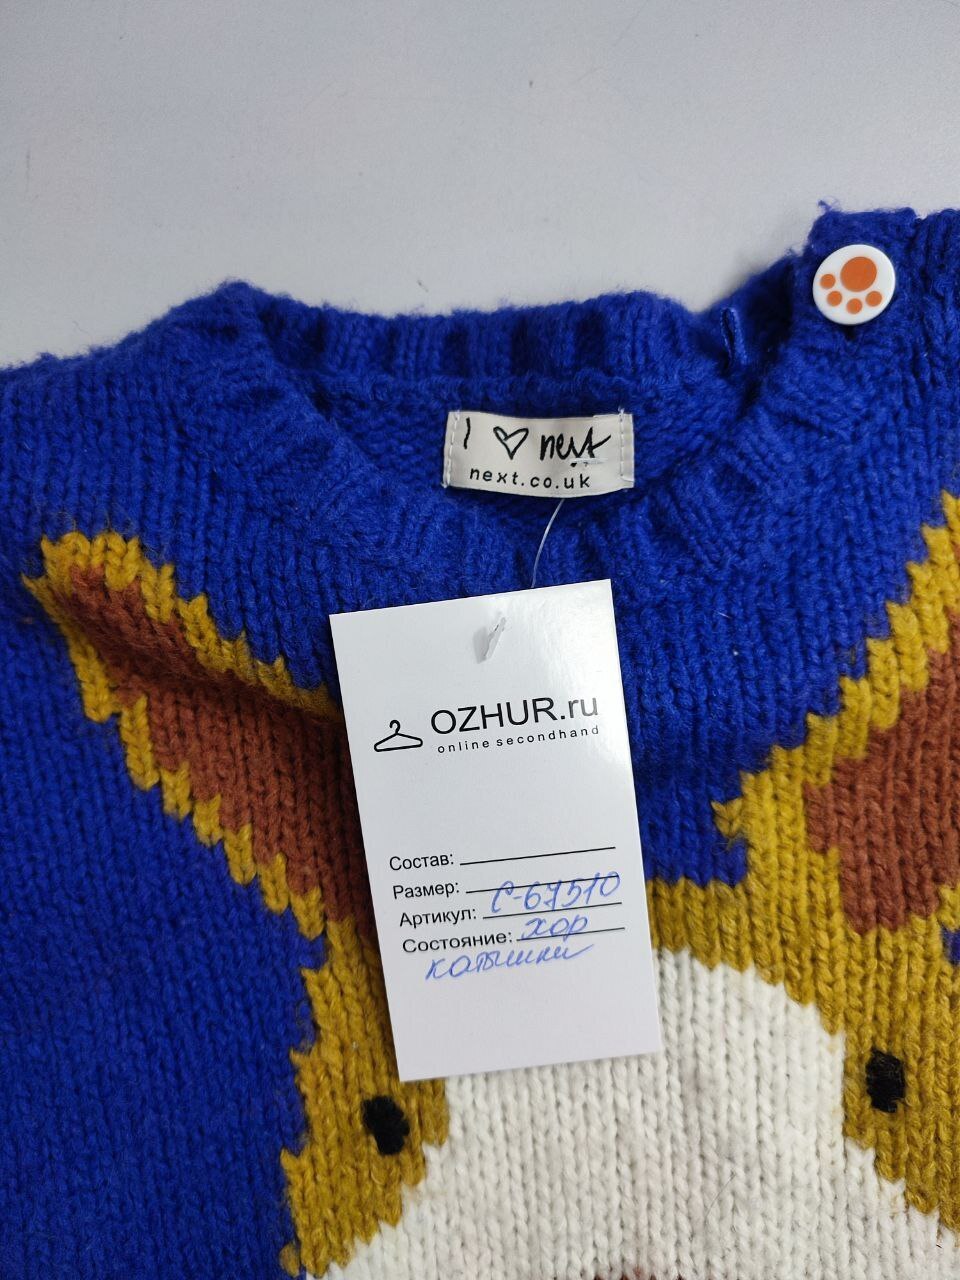 I ♡ next
next.co.uk
OZHUR.ru
online secondhand
Состав:
Размер:
Артикул: С-67510
Состояние: хор
катышки